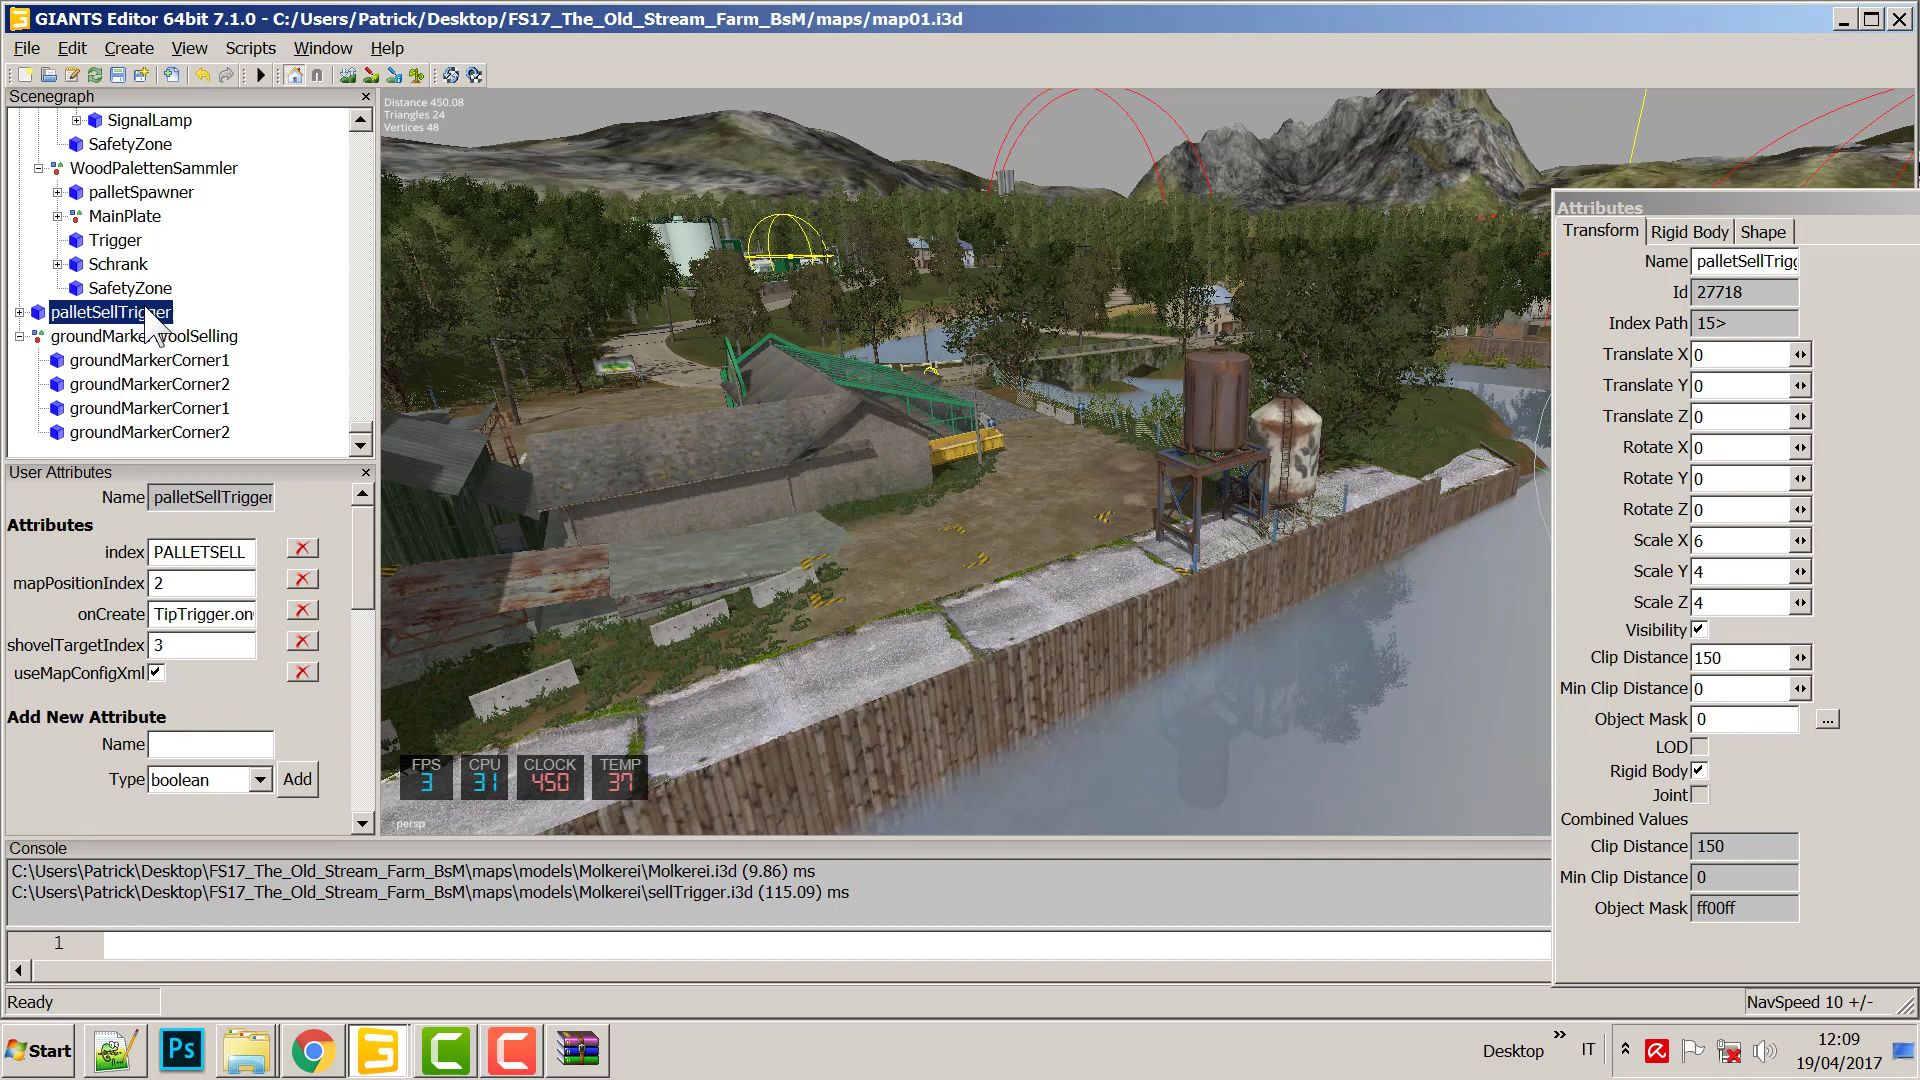 GIANTS Editor 64bit 7.1.0 - C:/Users/Patrick/Desktop/FS17_The_Old_Stream_Farm_BsM/maps/map01.i3d
File Edit Create View Scripts Window Help
Scenegraph
SignalLamp
SafetyZone
WoodPalettenSammler
palletSpawner
MainPlate
Trigger
Schrank
SafetyZone
palletSellTrigger
groundMarke oolSelling
groundMarkerCorner1
groundMarkerCorner2
groundMarkerCorner1
groundMarkerCorner2
User Attributes
Name palletSellTrigger
Attributes
index PALLETSELL
mapPositionIndex 2
onCreate TipTrigger.on
shovelTargetIndex 3
useMapConfigXml
Add New Attribute
Name
Type boolean Add
Distance 450.08
Triangles 24
Vertices 48
FPS CPU CLOCK TEMP
3 31 450 37
persp
Attributes
Transform Rigid Body Shape
Name palletSellTrigg
Id 27718
Index Path 15>
Translate X 0
Translate Y 0
Translate Z 0
Rotate X 0
Rotate Y 0
Rotate Z 0
Scale X 6
Scale Y 4
Scale Z 4
Visibility
Clip Distance 150
Min Clip Distance 0
Object Mask 0 ...
LOD
Rigid Body
Joint
Combined Values
Clip Distance 150
Min Clip Distance 0
Object Mask ff00ff
Console
C:\Users\Patrick\Desktop\FS17_The_Old_Stream_Farm_BsM\maps\models\Molkerei\Molkerei.i3d (9.86) ms
C:\Users\Patrick\Desktop\FS17_The_Old_Stream_Farm_BsM\maps\models\Molkerei\sellTrigger.i3d (115.09) ms
1
Ready
NavSpeed 10 +/-
Start
Ps
Desktop
IT
12:09
19/04/2017